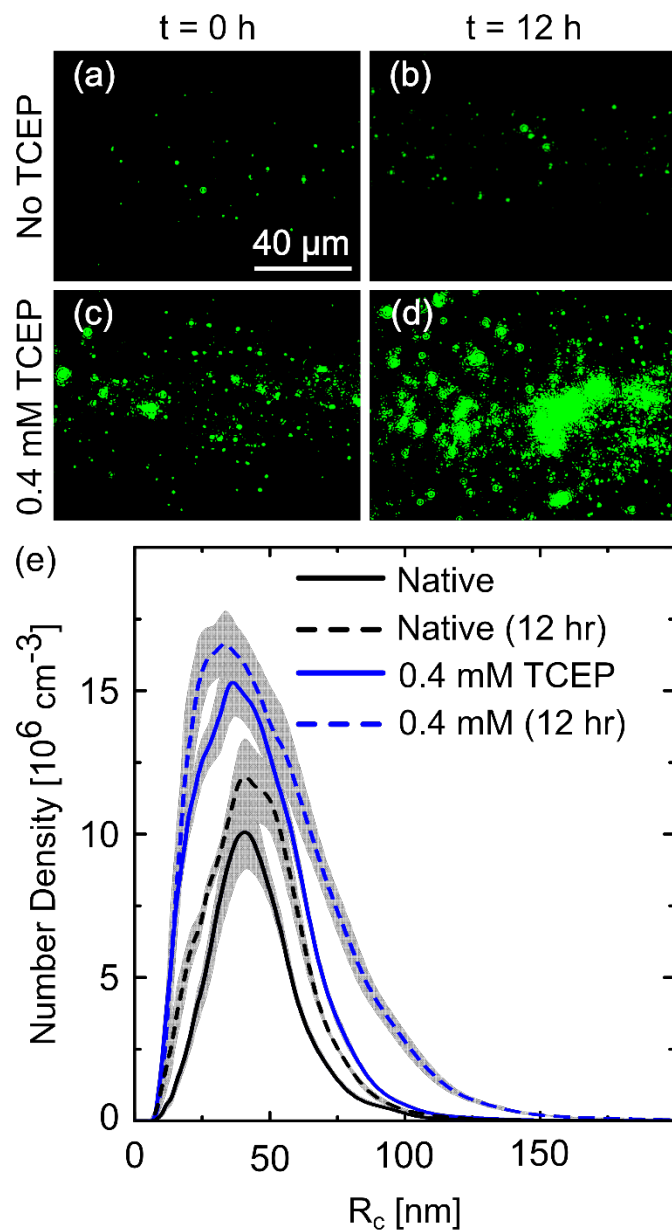 t = 0 h
t = 12 h
No TCEP
(a)
(b)
40 µm
0.4 mM TCEP
(c)
(d)
(e)
Number Density [10⁶ cm⁻³]
15
10
5
0
Native
Native (12 hr)
0.4 mM TCEP
0.4 mM (12 hr)
0
50
100
150
R_c [nm]